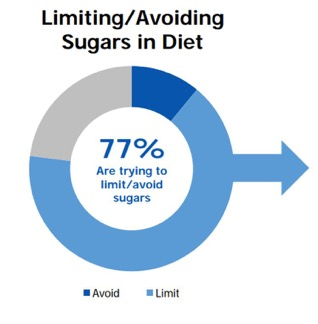 Limiting/Avoiding
Sugars in Diet
77%
Are trying to
limit/avoid
sugars
Avoid
Limit